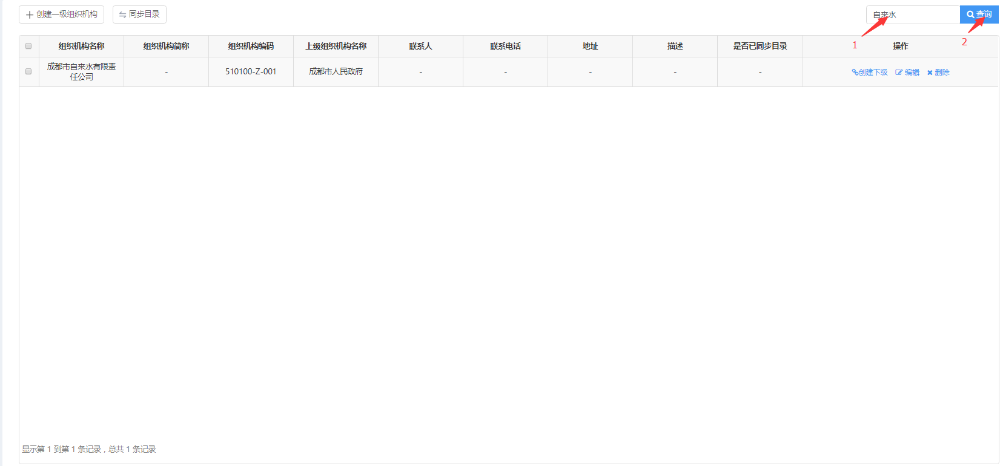 创建一级组织机构 同步目录 自来水 查询
1 2
组织机构名称 组织机构简称 组织机构编码 上级组织机构名称 联系人 联系电话 地址 描述 是否已同步目录 操作
成都市自来水有限责
任公司 - 510100-Z-001 成都市人民政府 - - - - - 创建下级 编辑 删除
显示第 1 到第 1 条记录，总共 1 条记录